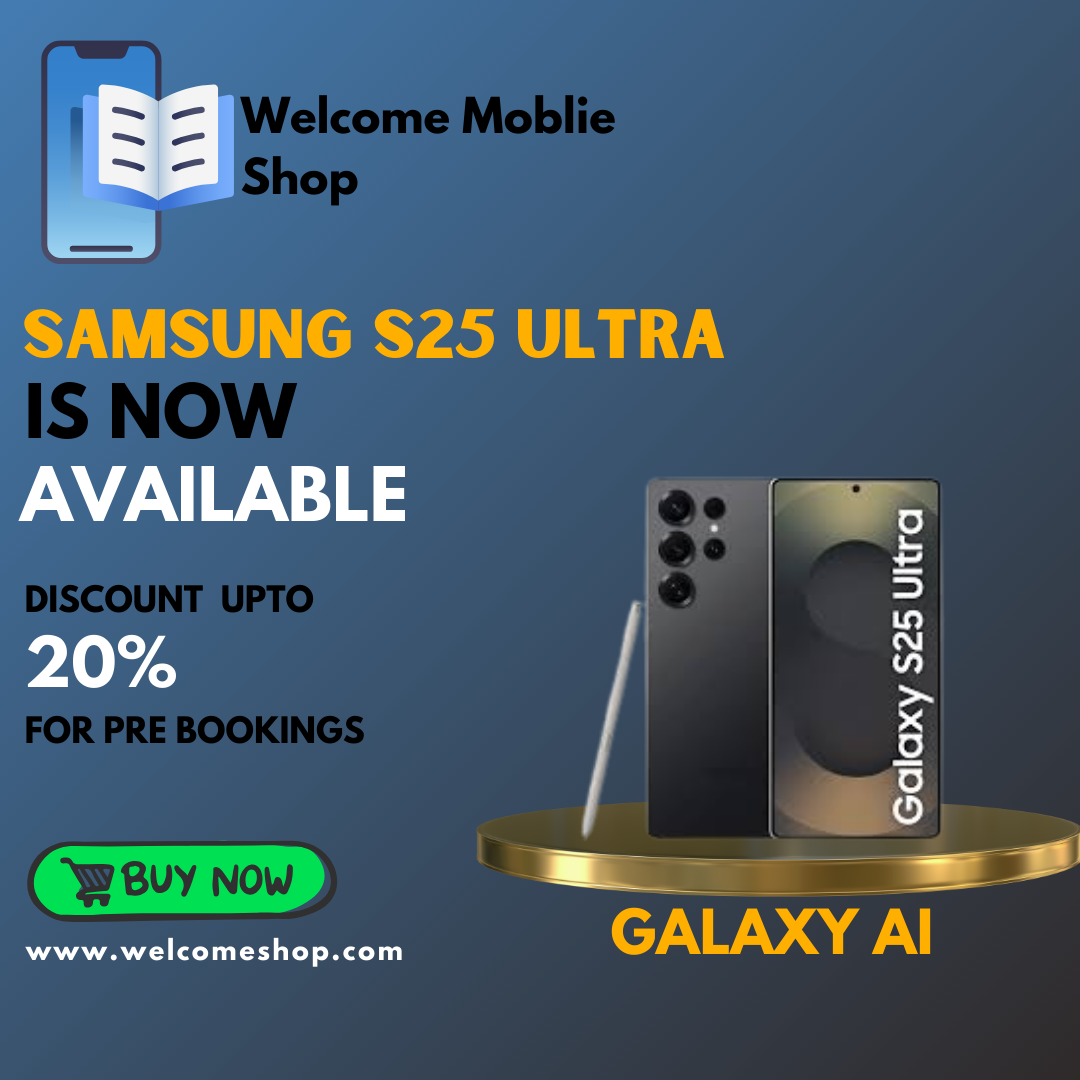 Welcome Moblie
Shop
SAMSUNG S25 ULTRA
IS NOW
AVAILABLE
DISCOUNT UPTO
20%
FOR PRE BOOKINGS
Galaxy S25 Ultra
BUY NOW
www.welcomeshop.com
GALAXY AI